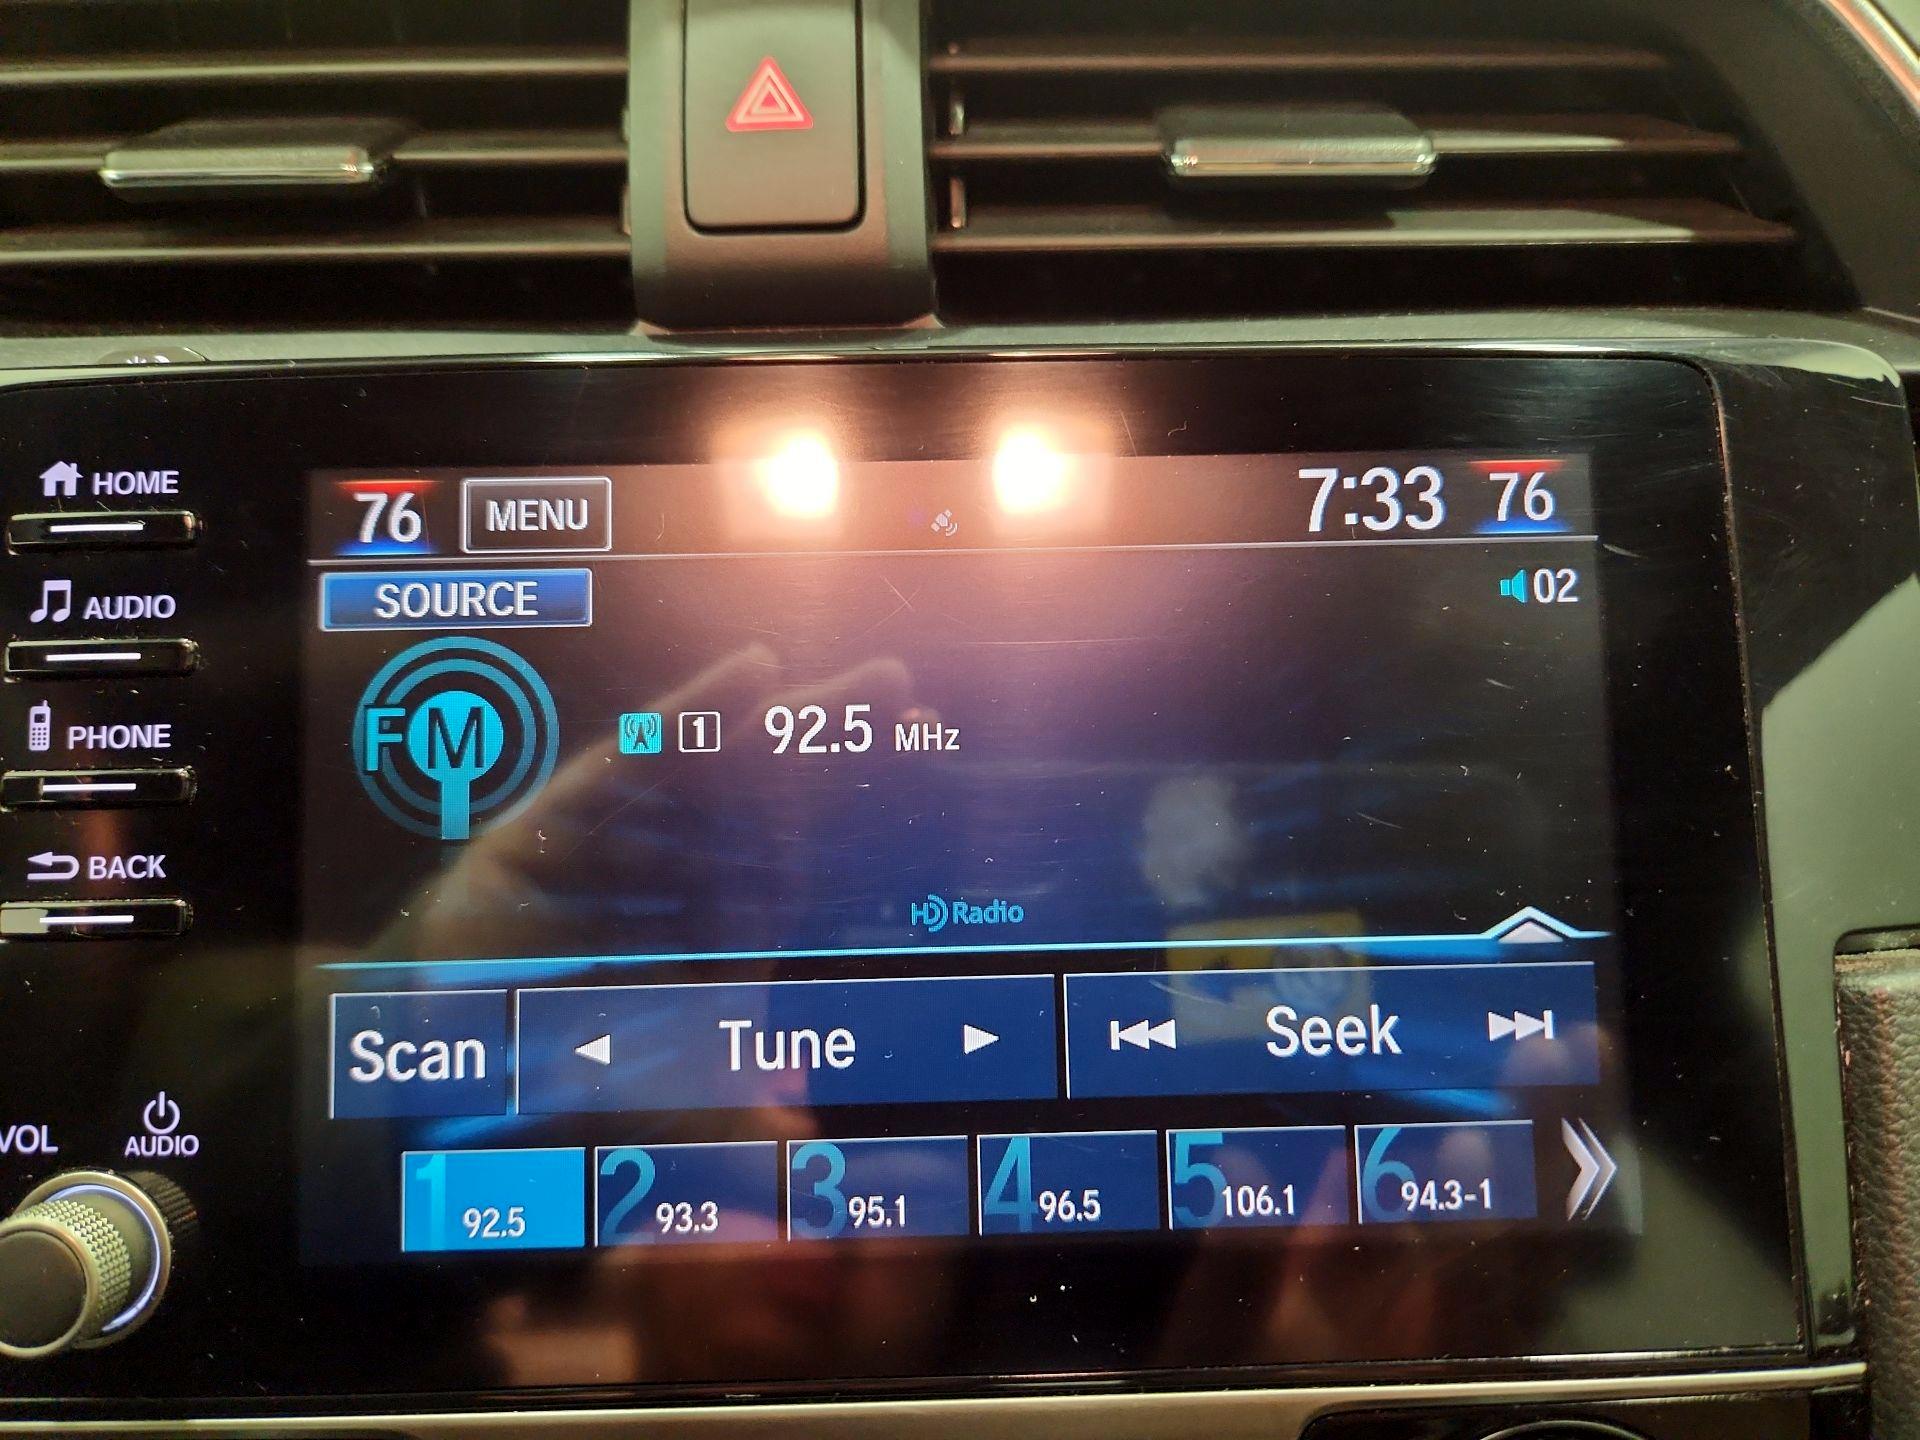 HOME
AUDIO
PHONE
BACK
VOL
AUDIO
76 MENU 7:33 76
SOURCE
02
FM
1 92.5 MHz
HD Radio
Scan Tune Seek
1 92.5 2 93.3 3 95.1 4 96.5 5 106.1 6 94.3-1